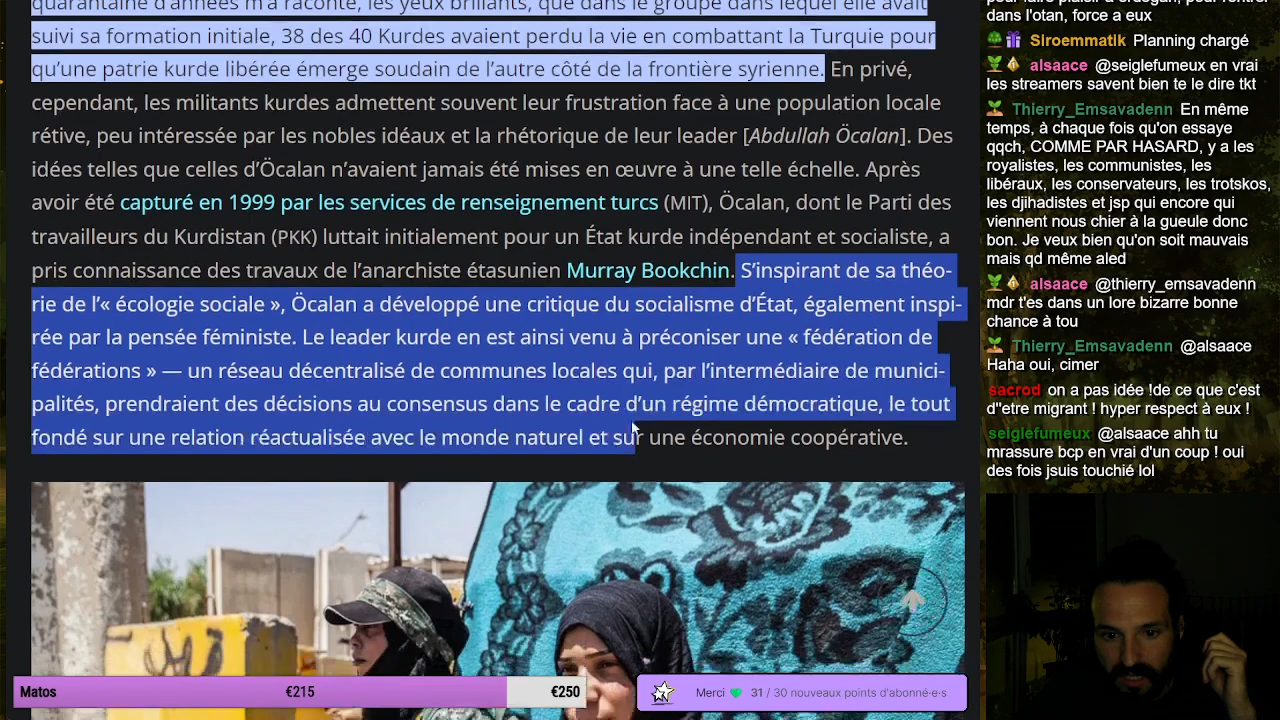 quarantaine d'années m'a raconté, les yeux brillants, que dans le groupe dans lequel elle avait
suivi sa formation initiale, 38 des 40 Kurdes avaient perdu la vie en combattant la Turquie pour
qu'une patrie kurde libérée émerge soudain de l'autre côté de la frontière syrienne. En privé,
cependant, les militants kurdes admettent souvent leur frustration face à une population locale
rétive, peu intéressée par les nobles idéaux et la rhétorique de leur leader [Abdullah Öcalan]. Des
idées telles que celles d'Öcalan n'avaient jamais été mises en œuvre à une telle échelle. Après
avoir été capturé en 1999 par les services de renseignement turcs (MIT), Öcalan, dont le Parti des
travailleurs du Kurdistan (PKK) luttait initialement pour un État kurde indépendant et socialiste, a
pris connaissance des travaux de l'anarchiste étasunien Murray Bookchin. S'inspirant de sa théo-
rie de l'« écologie sociale », Öcalan a développé une critique du socialisme d'État, également inspi-
rée par la pensée féministe. Le leader kurde en est ainsi venu à préconiser une « fédération de
fédérations » — un réseau décentralisé de communes locales qui, par l'intermédiaire de munici-
palités, prendraient des décisions au consensus dans le cadre d'un régime démocratique, le tout
fondé sur une relation réactualisée avec le monde naturel et sur une économie coopérative.
Matos
€215
€250
Merci 31 / 30 nouveaux points d'abonné·e·s
pour faire plaisir a erdogan, pour rentrer
dans l'otan, force a eux
Siroemmatik Planning chargé
alsaace @seiglefumeux en vrai
les streamers savent bien te le dire tkt
Thierry_Emsavadenn En même
temps, à chaque fois qu'on essaye
qqch, COMME PAR HASARD, y a les
royalistes, les communistes, les
libéraux, les conservateurs, les trotskos,
les djihadistes et jsp qui encore qui
viennent nous chier à la gueule donc
bon. Je veux bien qu'on soit mauvais
mais qd même aled
alsaace @thierry_emsavadenn
mdr t'es dans un lore bizarre bonne
chance à tou
Thierry_Emsavadenn @alsaace
Haha oui, cimer
sacrod on a pas idée !de ce que c'est
d"etre migrant ! hyper respect à eux !
seiglefumeux @alsaace ahh tu
mrassure bcp en vrai d'un coup ! oui
des fois jsuis touchié lol